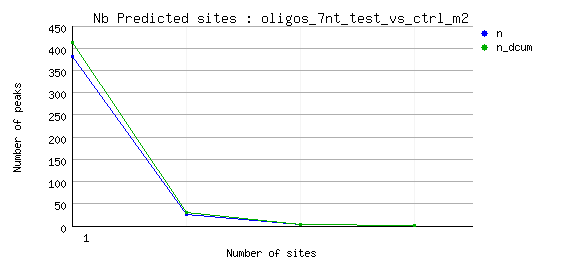 Nb Predicted sites : oligos_7nt_test_vs_ctrl_m2
n
n_dcum
450
400
350
300
250
200
150
100
50
0
1
Number of peaks
Number of sites